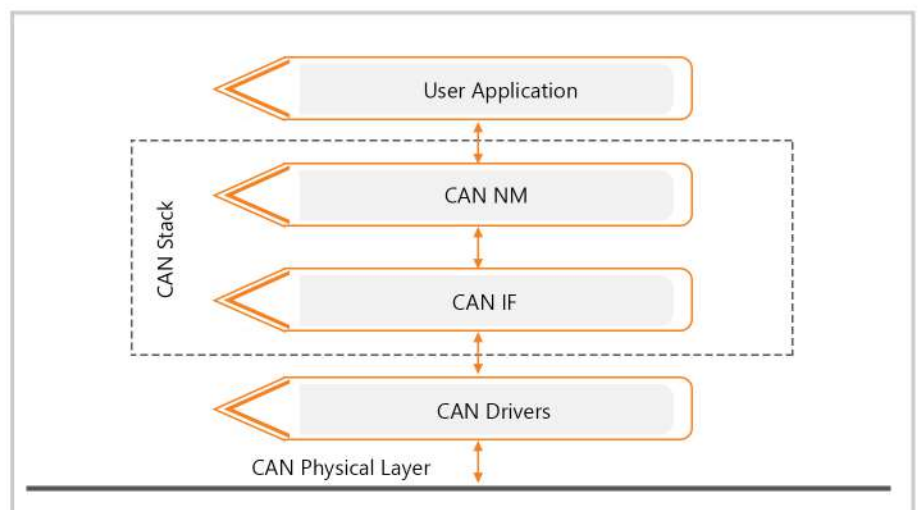 User Application
CAN NM
CAN Stack
CAN IF
CAN Drivers
CAN Physical Layer